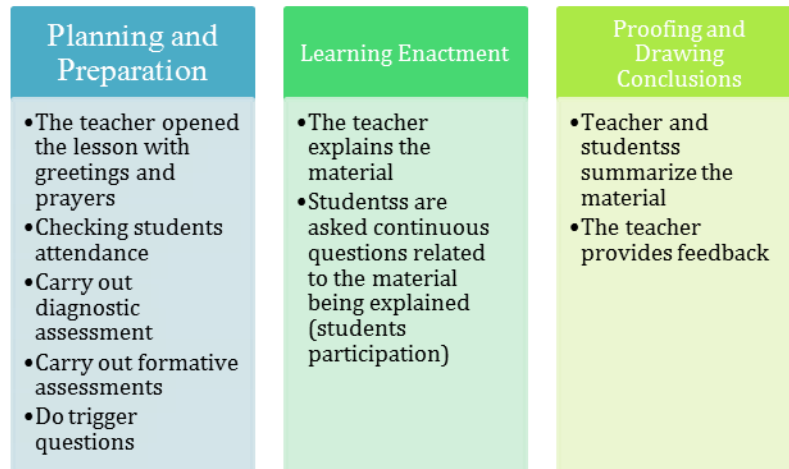 Planning and
Preparation
•The teacher opened
the lesson with
greetings and
prayers
•Checking students
attendance
•Carry out
diagnostic
assessment
•Carry out formative
assessments
•Do trigger
questions
Learning Enactment
•The teacher
explains the
material
•Studentss are
asked continuous
questions related
to the material
being explained
(students
participation)
Proofing and
Drawing
Conclusions
•Teacher and
studentss
summarize the
material
•The teacher
provides feedback